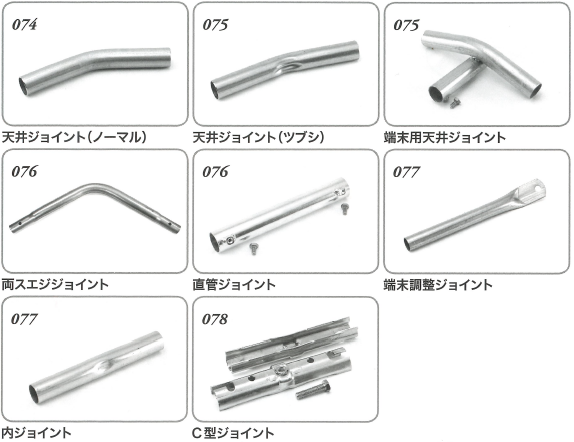 074
天井ジョイント(ノーマル)
075
天井ジョイント(ツブシ)
075
端末用天井ジョイント
076
両スエジジョイント
076
直管ジョイント
077
端末調整ジョイント
077
内ジョイント
078
C型ジョイント